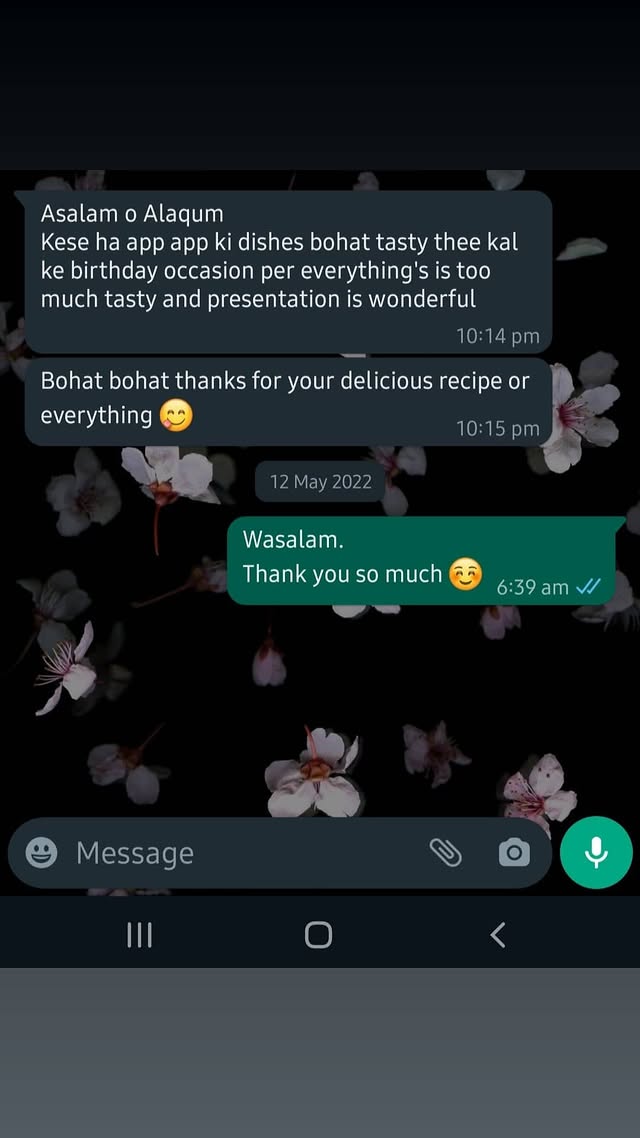 Asalam o Alaqum
Kese ha app app ki dishes bohat tasty thee kal
ke birthday occasion per everything's is too
much tasty and presentation is wonderful
10:14 pm
Bohat bohat thanks for your delicious recipe or
everything 😋
10:15 pm
12 May 2022
Wasalam.
Thank you so much ☺️
6:39 am
Message